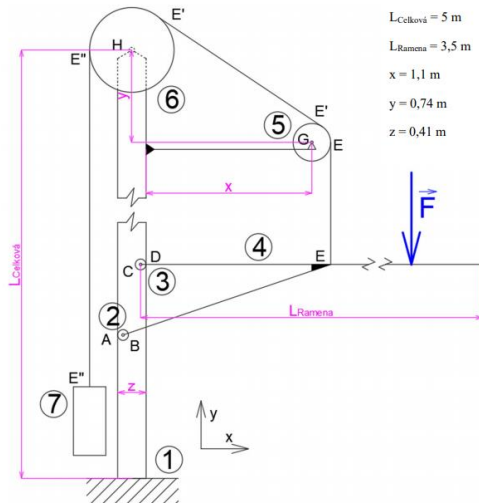 E'
L_Celková = 5 m
H
L_Ramena = 3,5 m
E"
x = 1,1 m
6
y
E'
y = 0,74 m
5
G
E
z = 0,41 m
x
F
4
D
E
C
3
L_Celková
2
L_Ramena
A
B
E"
z
y
7
x
1